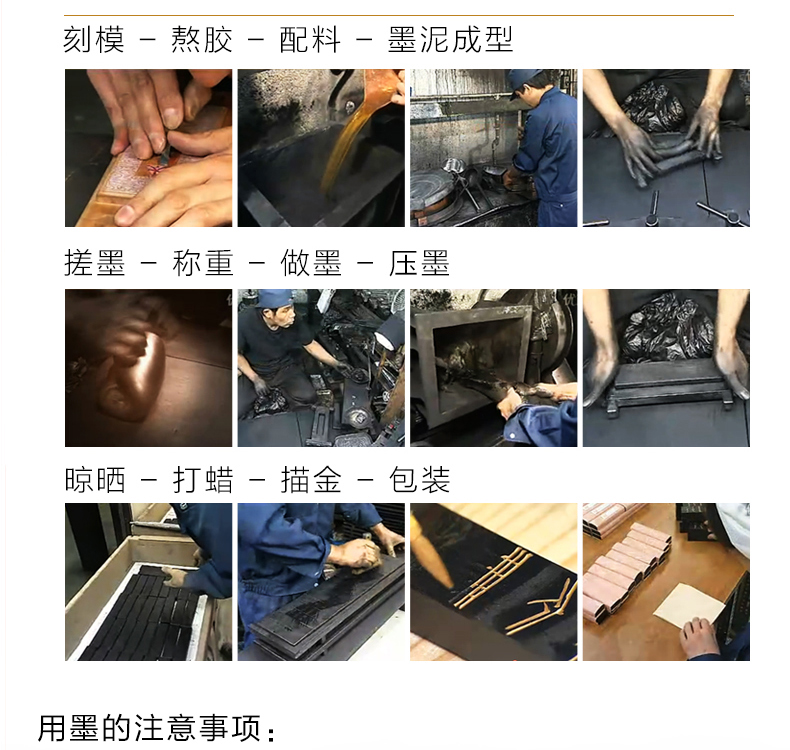 刻模 – 熬胶 – 配料 – 墨泥成型
搓墨 – 称重 – 做墨 – 压墨
晾晒 – 打蜡 – 描金 – 包装
用墨的注意事项：